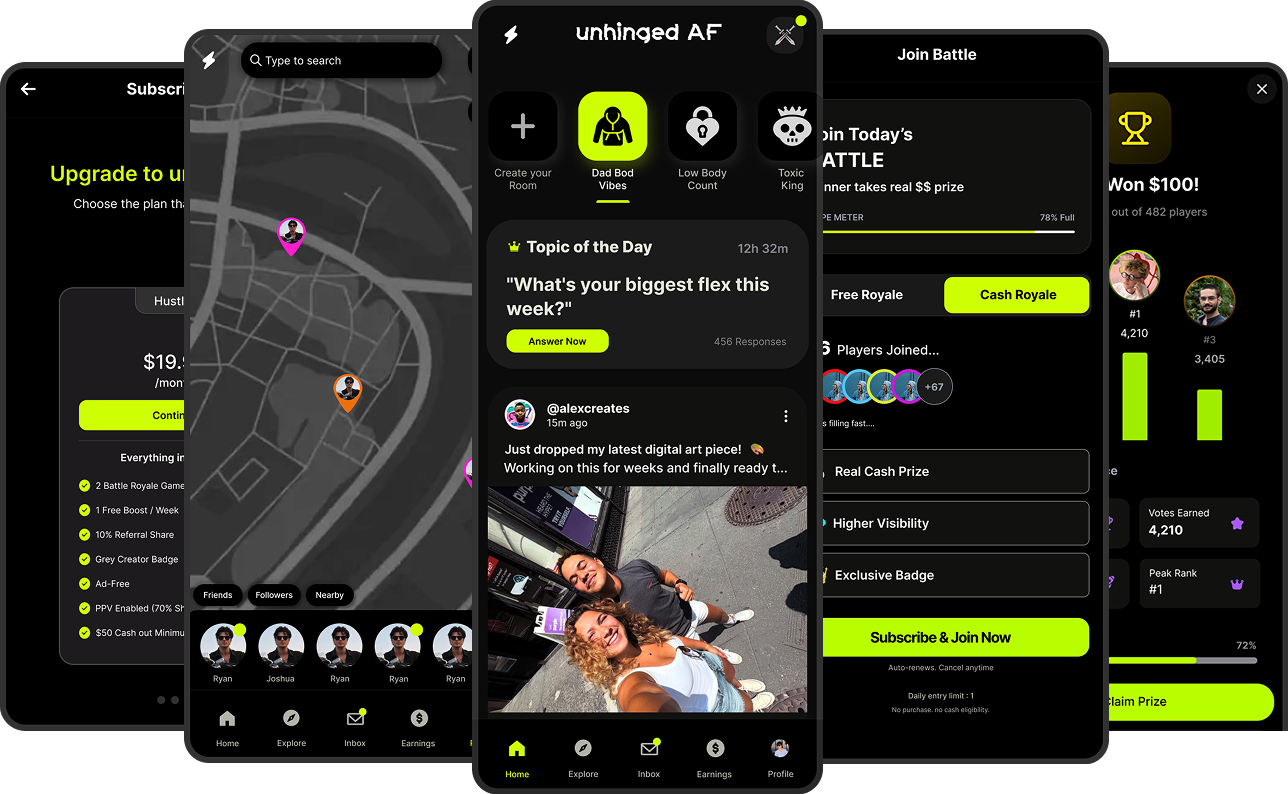 Subscri
Upgrade to u
Choose the plan tha
Hustl
$19.9
/mon
Contin
Everything in
2 Battle Royale Game
1 Free Boost / Week
10% Referral Share
Grey Creator Badge
Ad-Free
PPV Enabled (70% Sh
$50 Cash out Minimu
Type to search
Friends
Followers
Nearby
Ryan
Joshua
Ryan
Ryan
Ryan
Home
Explore
Inbox
Earnings
unhinged AF
Create your
Room
Dad Bod
Vibes
Low Body
Count
Toxic
King
Topic of the Day
12h 32m
"What's your biggest flex this
week?"
Answer Now
456 Responses
@alexcreates
15m ago
Just dropped my latest digital art piece! 🎨
Working on this for weeks and finally ready t...
Home
Explore
Inbox
Earnings
Profile
Join Battle
oin Today's
ATTLE
nner takes real $$ prize
PE METER
78% Full
Free Royale
Cash Royale
6 Players Joined...
+67
s filling fast....
Real Cash Prize
Higher Visibility
Exclusive Badge
Subscribe & Join Now
Auto-renews. Cancel anytime
Daily entry limit : 1
No purchase. no cash eligibility.
Won $100!
out of 482 players
#1
4,210
#3
3,405
ce
Votes Earned
4,210
Peak Rank
#1
72%
Claim Prize